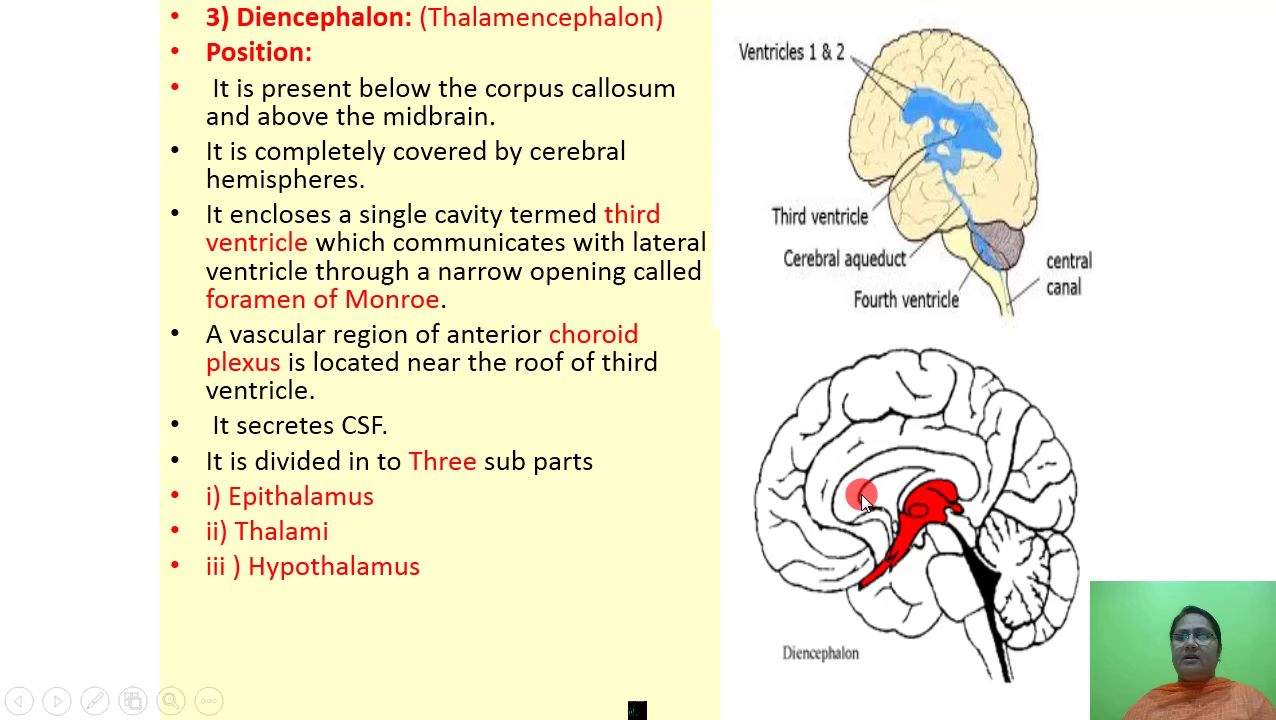 3) Diencephalon: (Thalamencephalon)
Position:
It is present below the corpus callosum
and above the midbrain.
It is completely covered by cerebral
hemispheres.
It encloses a single cavity termed third
ventricle which communicates with lateral
ventricle through a narrow opening called
foramen of Monroe.
A vascular region of anterior choroid
plexus is located near the roof of third
ventricle.
It secretes CSF.
It is divided in to Three sub parts
i) Epithalamus
ii) Thalami
iii ) Hypothalamus
Ventricles 1 & 2
Third ventricle
Cerebral aqueduct
Fourth ventricle
central
canal
Diencephalon